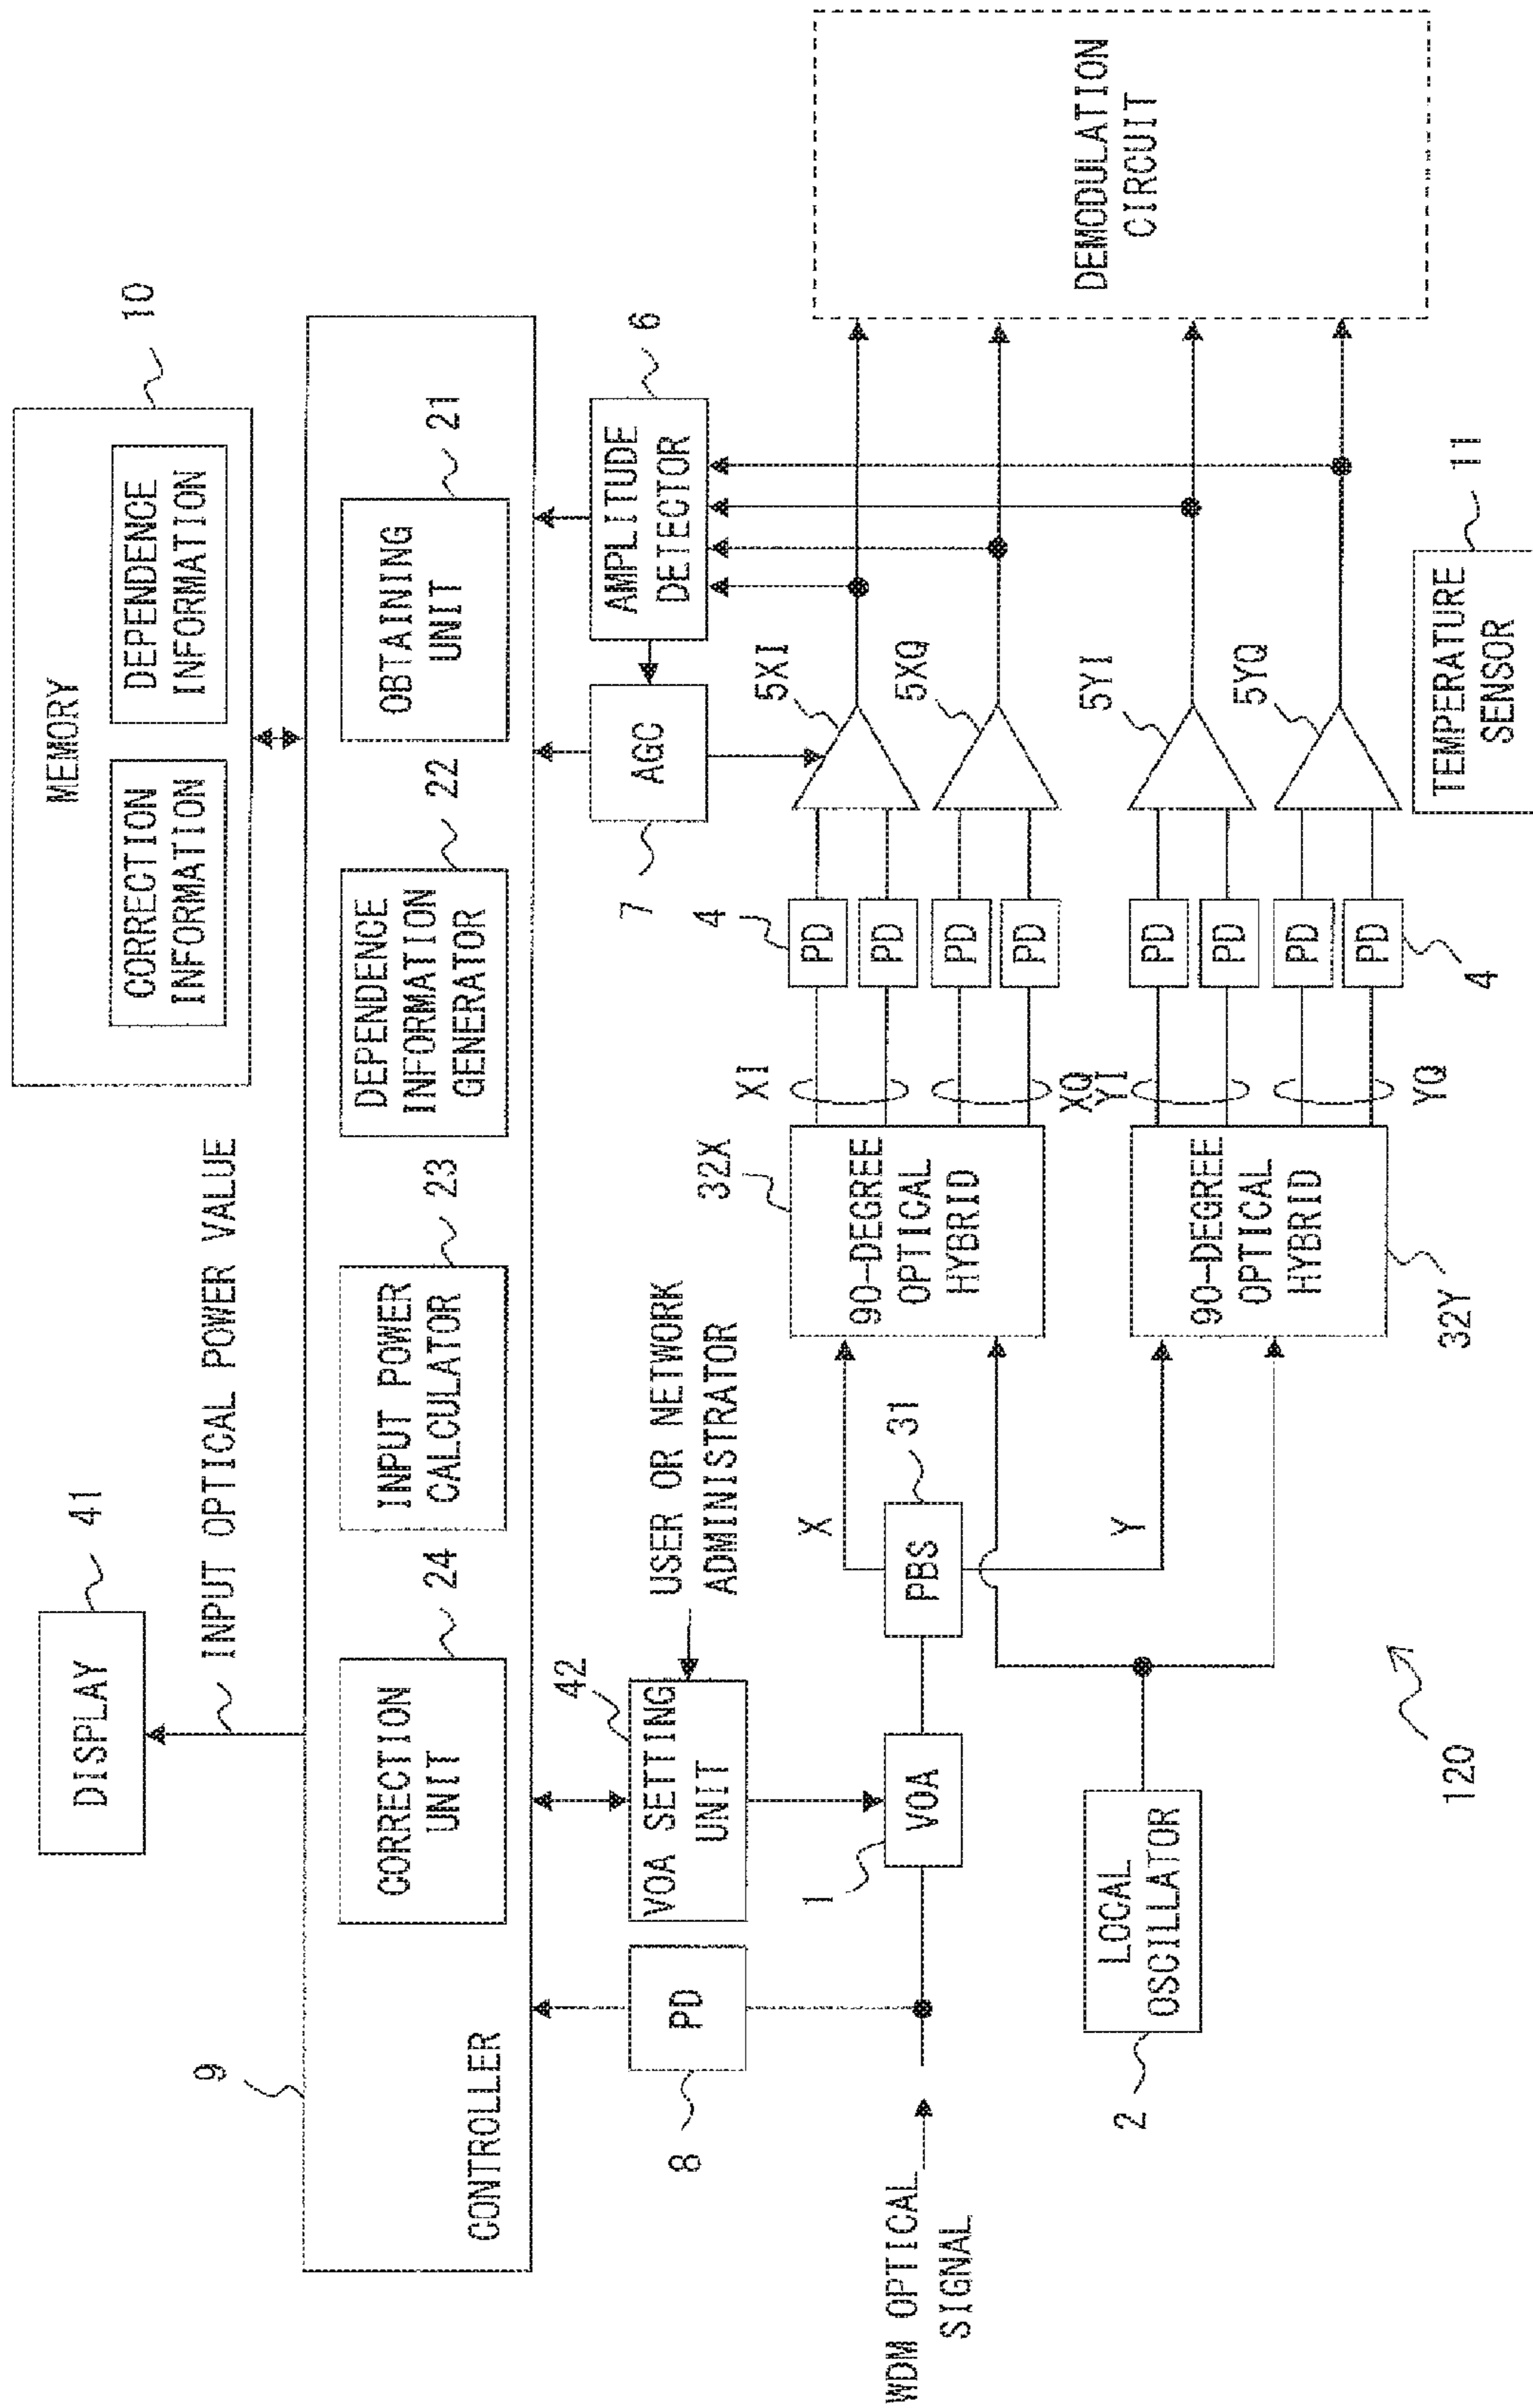 DISPLAY
41
INPUT OPTICAL POWER VALUE
MEMORY
10
CORRECTION
INFORMATION
DEPENDENCE
INFORMATION
9
CONTROLLER
CORRECTION
UNIT
24
INPUT POWER
CALCULATOR
23
DEPENDENCE
INFORMATION
GENERATOR
22
OBTAINING
UNIT
21
8
PD
VOA SETTING
UNIT
42
USER OR NETWORK
ADMINISTRATOR
7
AGC
AMPLITUDE
DETECTOR
6
WDM OPTICAL
SIGNAL
1
VOA
PBS
31
X
Y
2
LOCAL
OSCILLATOR
32X
90-DEGREE
OPTICAL
HYBRID
90-DEGREE
OPTICAL
HYBRID
32Y
XI
XQ
YI
YQ
4
PD
PD
PD
PD
PD
PD
PD
PD
4
5XI
5XQ
5YI
5YQ
DEMODULATION
CIRCUIT
TEMPERATURE
SENSOR
11
120